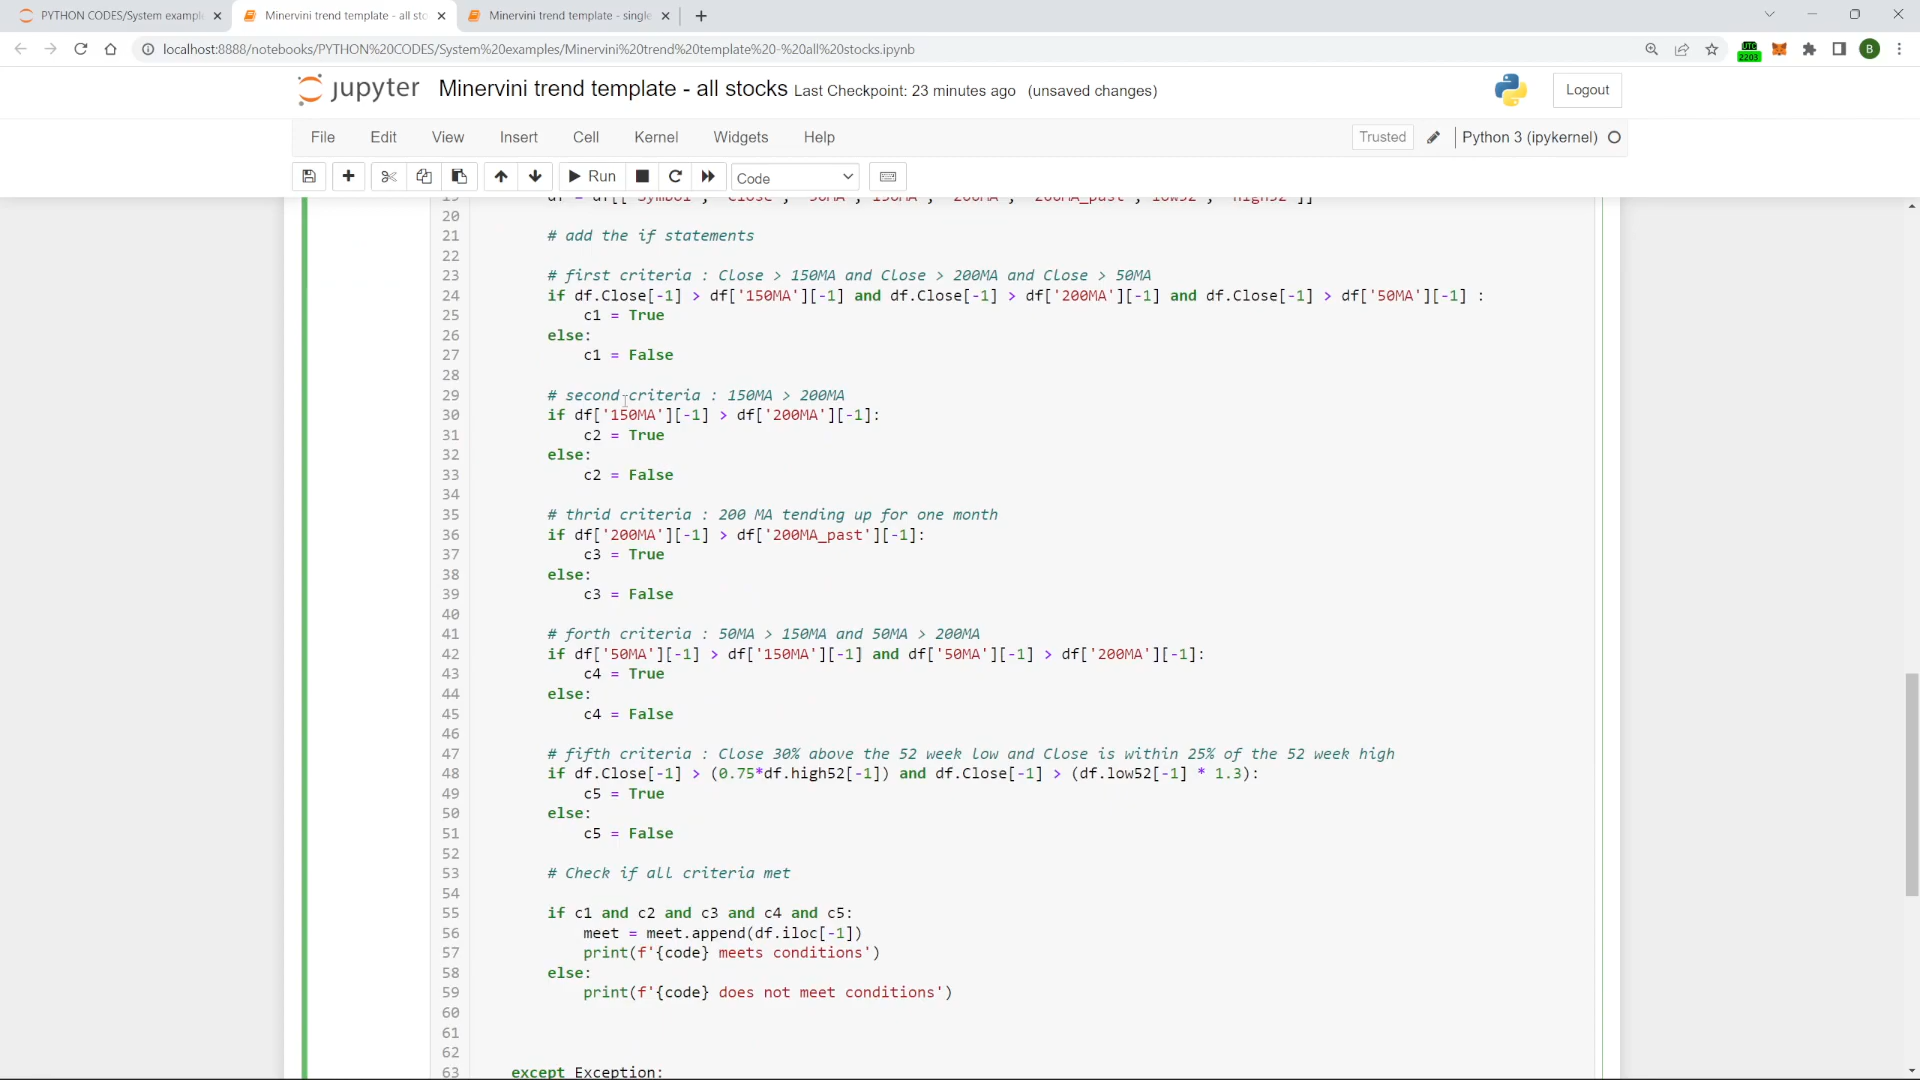 PYTHON CODES/System exampl
Minervini trend template - all sto
Minervini trend template - single
localhost:8888/notebooks/PYTHON%20CODES/System%20examples/Minervini%20trend%20template%20-%20all%20stocks.ipynb
UTC
2203
B
jupyter Minervini trend template - all stocks Last Checkpoint: 23 minutes ago (unsaved changes)
Logout
File Edit View Insert Cell Kernel Widgets Help
Trusted Python 3 (ipykernel)
Run Code
19 df = df[['Symbol', 'Close', '50MA','150MA', '200MA', '200MA_past','low52', 'high52']]
20
21 # add the if statements
22
23 # first criteria : Close > 150MA and Close > 200MA and Close > 50MA
24 if df.Close[-1] > df['150MA'][-1] and df.Close[-1] > df['200MA'][-1] and df.Close[-1] > df['50MA'][-1] :
25 c1 = True
26 else:
27 c1 = False
28
29 # second criteria : 150MA > 200MA
30 if df['150MA'][-1] > df['200MA'][-1]:
31 c2 = True
32 else:
33 c2 = False
34
35 # thrid criteria : 200 MA tending up for one month
36 if df['200MA'][-1] > df['200MA_past'][-1]:
37 c3 = True
38 else:
39 c3 = False
40
41 # forth criteria : 50MA > 150MA and 50MA > 200MA
42 if df['50MA'][-1] > df['150MA'][-1] and df['50MA'][-1] > df['200MA'][-1]:
43 c4 = True
44 else:
45 c4 = False
46
47 # fifth criteria : Close 30% above the 52 week low and Close is within 25% of the 52 week high
48 if df.Close[-1] > (0.75*df.high52[-1]) and df.Close[-1] > (df.low52[-1] * 1.3):
49 c5 = True
50 else:
51 c5 = False
52
53 # Check if all criteria met
54
55 if c1 and c2 and c3 and c4 and c5:
56 meet = meet.append(df.iloc[-1])
57 print(f'{code} meets conditions')
58 else:
59 print(f'{code} does not meet conditions')
60
61
62
63 except Exception: